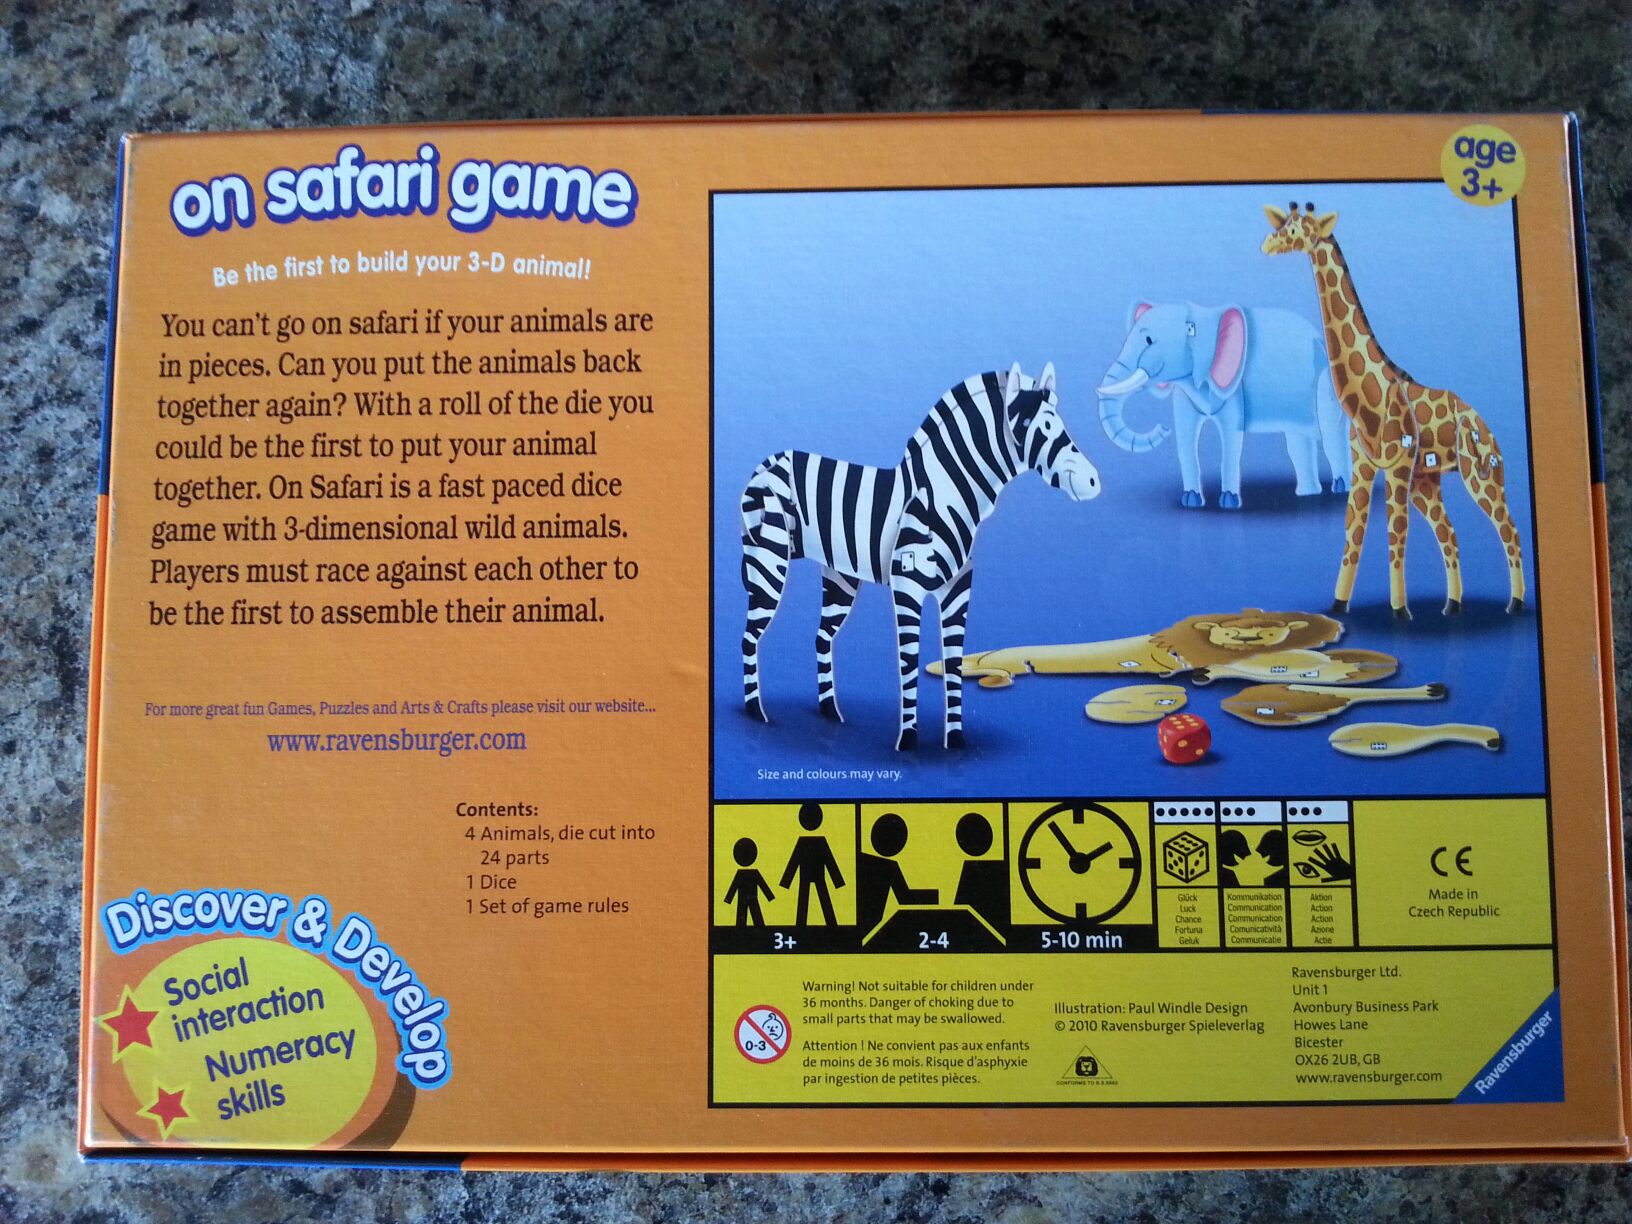 on safari game
Be the first to build your 3-D animal!
You can't go on safari if your animals are
in pieces. Can you put the animals back
together again? With a roll of the die you
could be the first to put your animal
together. On Safari is a fast paced dice
game with 3-dimensional wild animals.
Players must race against each other to
be the first to assemble their animal.
For more great fun Games, Puzzles and Arts & Crafts please visit our website...
www.ravensburger.com
Contents:
4 Animals, die cut into
24 parts
1 Dice
1 Set of game rules
Discover & Develop
Social
interaction
Numeracy
skills
age
3+
Size and colours may vary.
3+
2-4
5-10 min
Glück
Luck
Chance
Fortuna
Geluk
Kommunikation
Communication
Communication
Comunicatività
Communicatie
Aktion
Action
Action
Azione
Actie
CE
Made in
Czech Republic
0-3
Warning! Not suitable for children under
36 months. Danger of choking due to
small parts that may be swallowed.
Attention ! Ne convient pas aux enfants
de moins de 36 mois. Risque d'asphyxie
par ingestion de petites pièces.
Illustration: Paul Windle Design
© 2010 Ravensburger Spieleverlag
CONFORMS TO B.S.5665
Ravensburger Ltd.
Unit 1
Avonbury Business Park
Howes Lane
Bicester
OX26 2UB, GB
www.ravensburger.com
Ravensburger